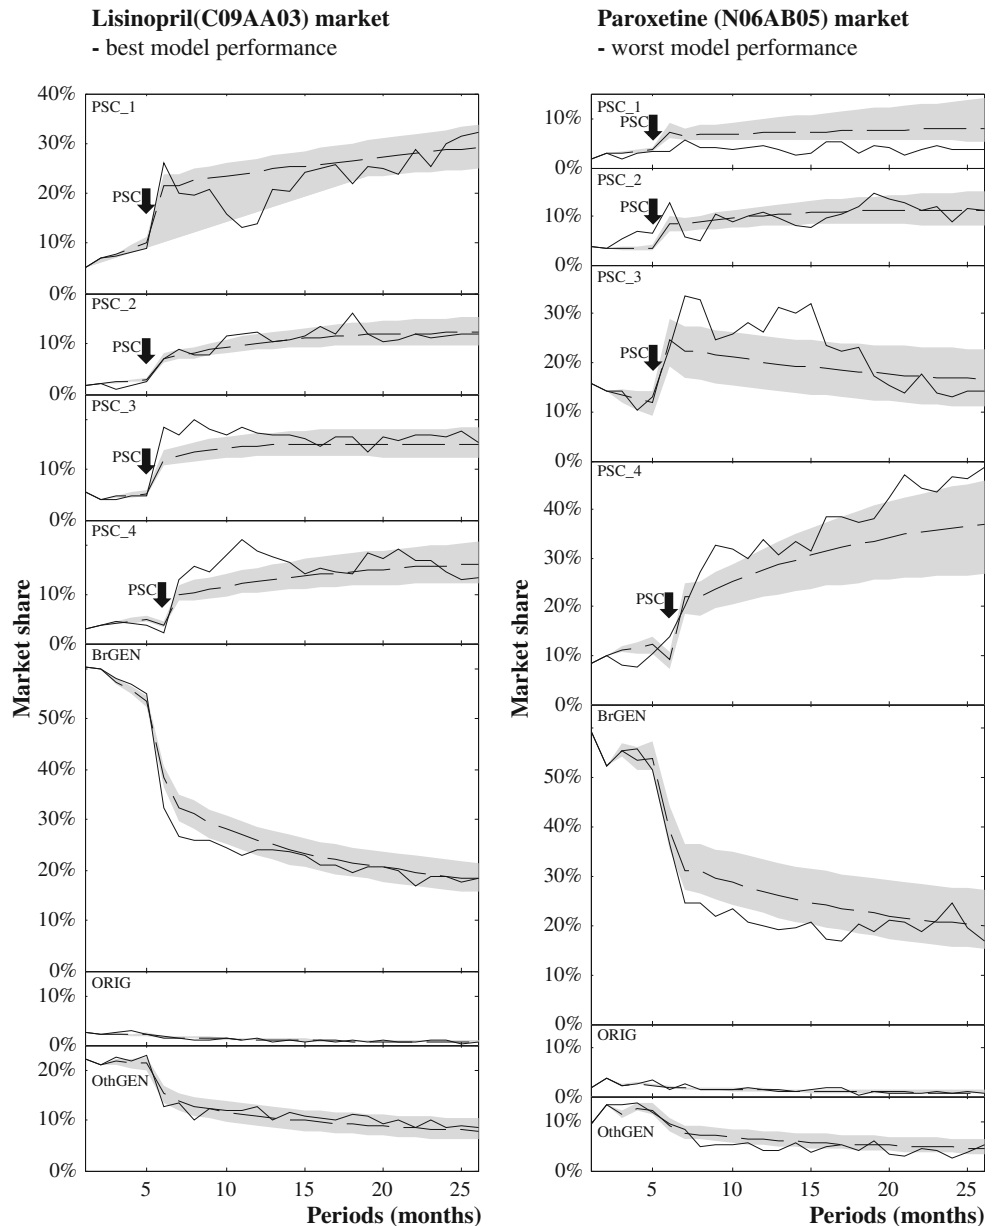 Lisinopril(C09AA03) market
- best model performance
40%
PSC_1
30%
20%
PSC
10%
0%
PSC_2
10%
PSC
0%
PSC_3
PSC
10%
0%
PSC_4
10%
PSC
0%
BrGEN
50%
40%
30%
20%
10%
0%
ORIG
10%
0%
20%
OthGEN
10%
0%
5
10
15
20
25
Market share
Periods (months)
Paroxetine (N06AB05) market
- worst model performance
PSC_1
10%
PSC
0%
PSC_2
PSC
10%
0%
PSC_3
30%
PSC
20%
10%
0%
PSC_4
40%
30%
20%
PSC
10%
0%
BrGEN
50%
40%
30%
20%
10%
0%
ORIG
10%
0%
10%
OthGEN
0%
5
10
15
20
25
Market share
Periods (months)